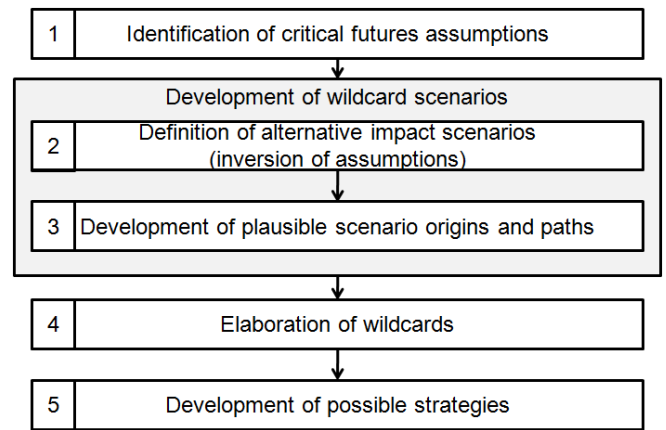 1 Identification of critical futures assumptions
Development of wildcard scenarios
2 Definition of alternative impact scenarios
(inversion of assumptions)
3 Development of plausible scenario origins and paths
4 Elaboration of wildcards
5 Development of possible strategies